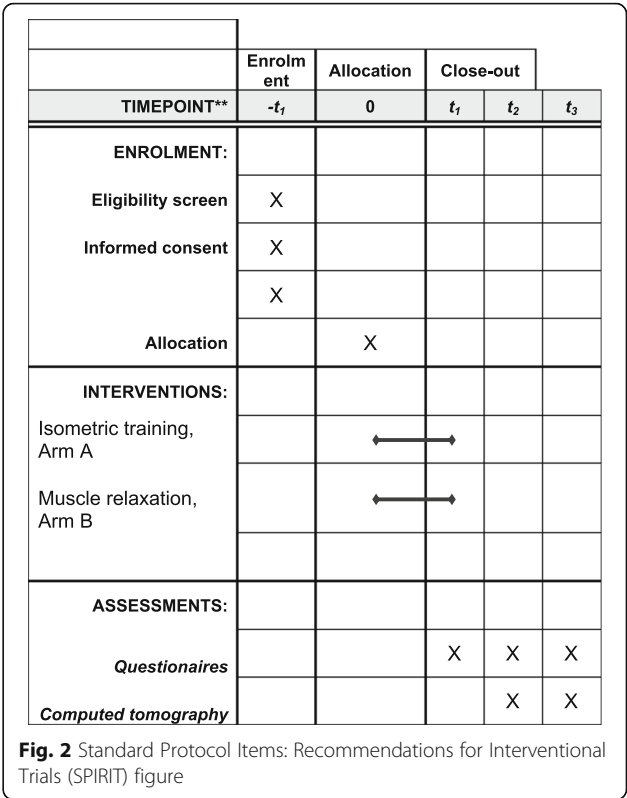 Enrolm
ent
Allocation
Close-out
TIMEPOINT**
-t1
0
t1
t2
t3
ENROLMENT:
Eligibility screen
X
Informed consent
X
X
Allocation
X
INTERVENTIONS:
Isometric training,
Arm A
Muscle relaxation,
Arm B
ASSESSMENTS:
Questionaires
X
X
X
Computed tomography
X
X
Fig. 2 Standard Protocol Items: Recommendations for Interventional
Trials (SPIRIT) figure